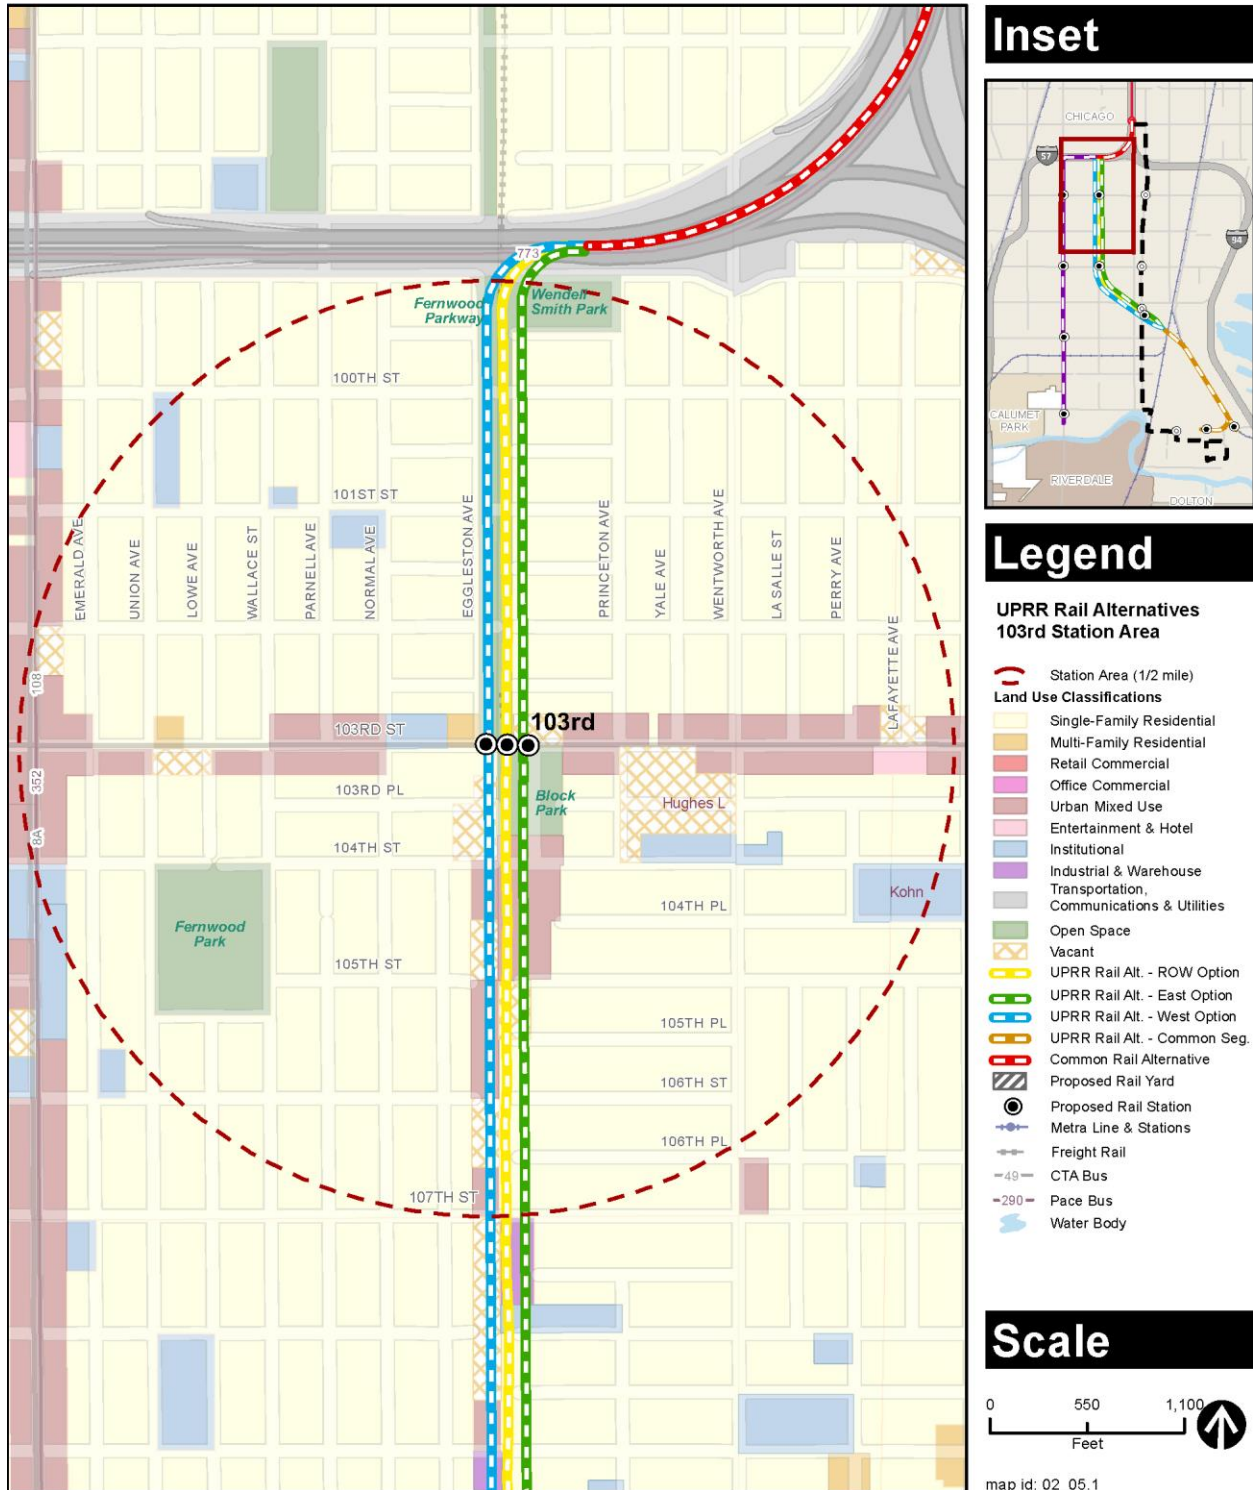 773
Fernwood
Parkway
Wendell
Smith Park
100TH ST
101ST ST
EMERALD AVE
UNION AVE
LOWE AVE
WALLACE ST
PARNELL AVE
NORMAL AVE
EGGLESTON AVE
PRINCETON AVE
YALE AVE
WENTWORTH AVE
LA SALLE ST
PERRY AVE
LAFAYETTE AVE
108
103RD ST
103rd
352
103RD PL
Block
Park
Hughes L
8A
104TH ST
Kohn
104TH PL
Fernwood
Park
105TH ST
105TH PL
106TH ST
106TH PL
107TH ST
Inset
CHICAGO
57
94
CALUMET
PARK
RIVERDALE
DOLTON
Legend
UPRR Rail Alternatives
103rd Station Area
Station Area (1/2 mile)
Land Use Classifications
Single-Family Residential
Multi-Family Residential
Retail Commercial
Office Commercial
Urban Mixed Use
Entertainment & Hotel
Institutional
Industrial & Warehouse
Transportation,
Communications & Utilities
Open Space
Vacant
UPRR Rail Alt. - ROW Option
UPRR Rail Alt. - East Option
UPRR Rail Alt. - West Option
UPRR Rail Alt. - Common Seg.
Common Rail Alternative
Proposed Rail Yard
Proposed Rail Station
Metra Line & Stations
Freight Rail
49 CTA Bus
290 Pace Bus
Water Body
Scale
0 550 1,100
Feet
map id: 02_05.1